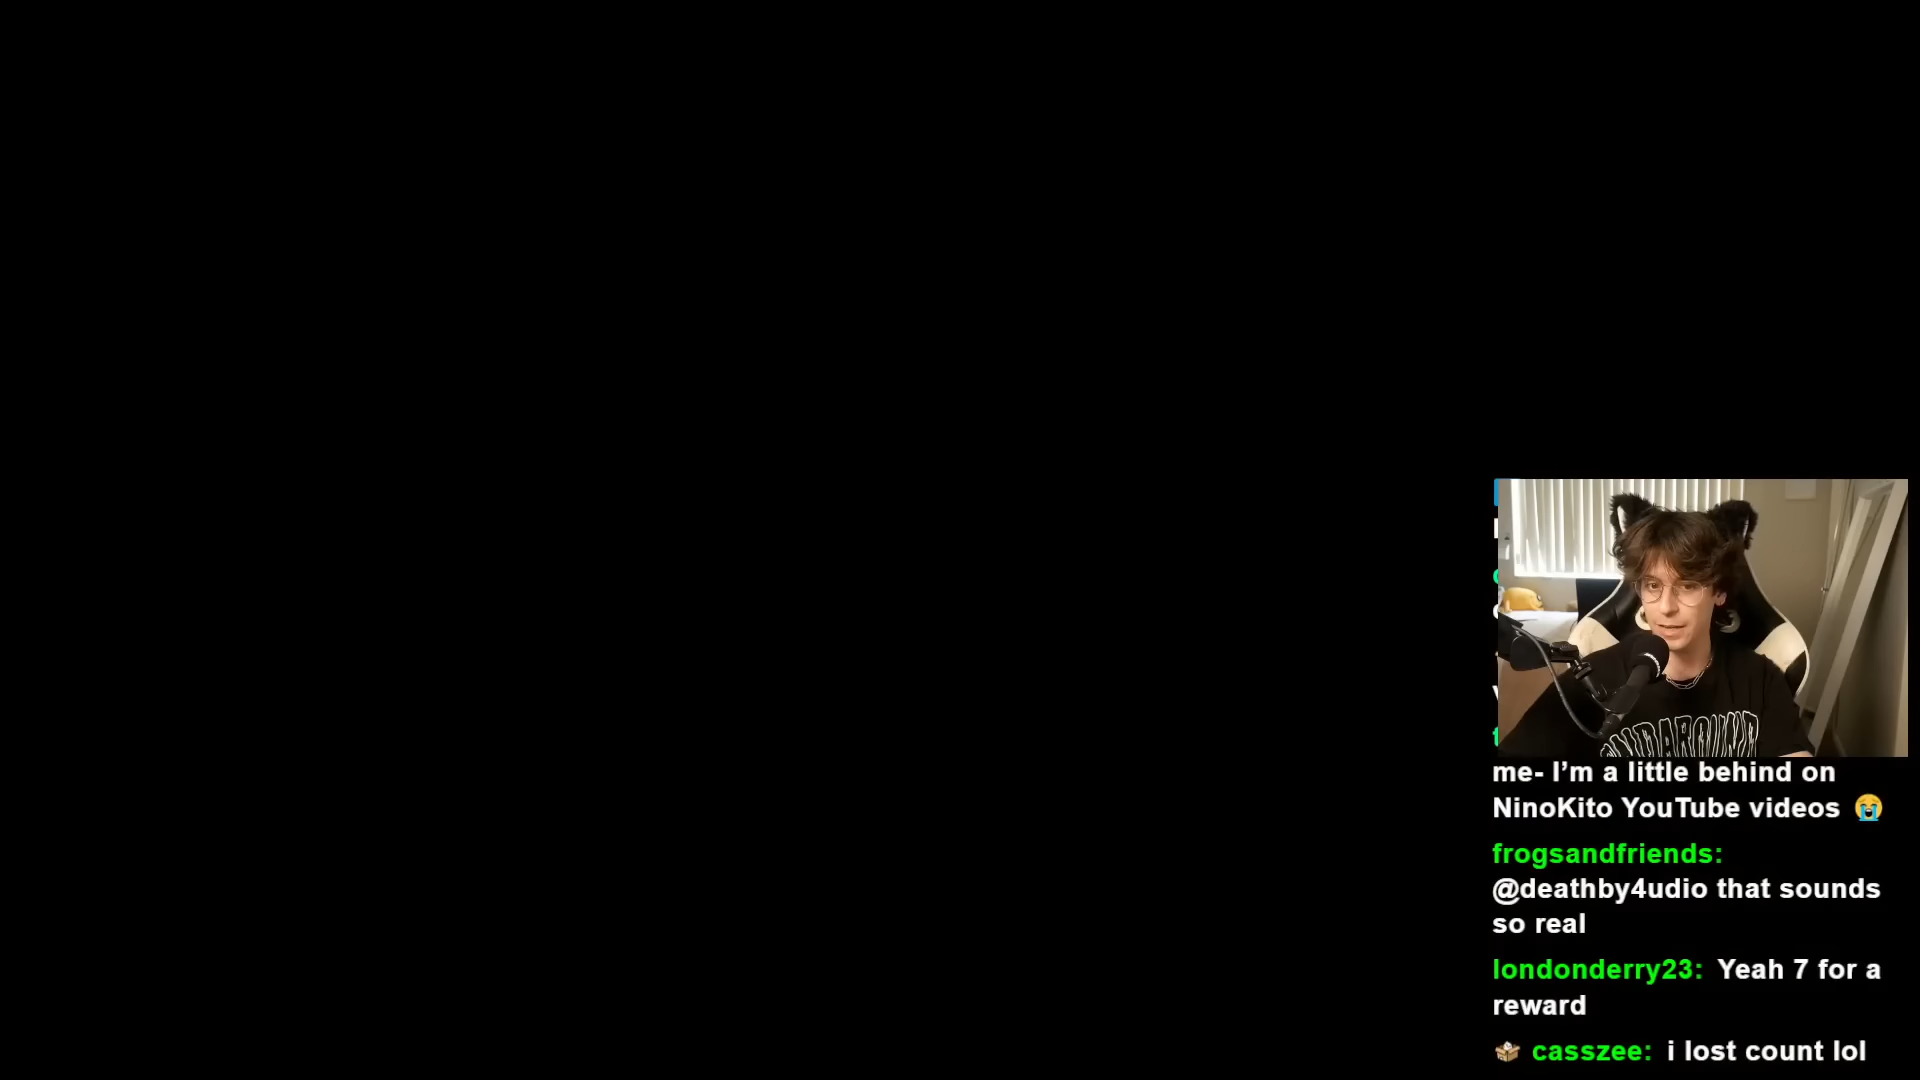 me- I’m a little behind on
NinoKito YouTube videos 😭
frogsandfriends:
@deathby4udio that sounds
so real
londonderry23: Yeah 7 for a
reward
casszee: i lost count lol